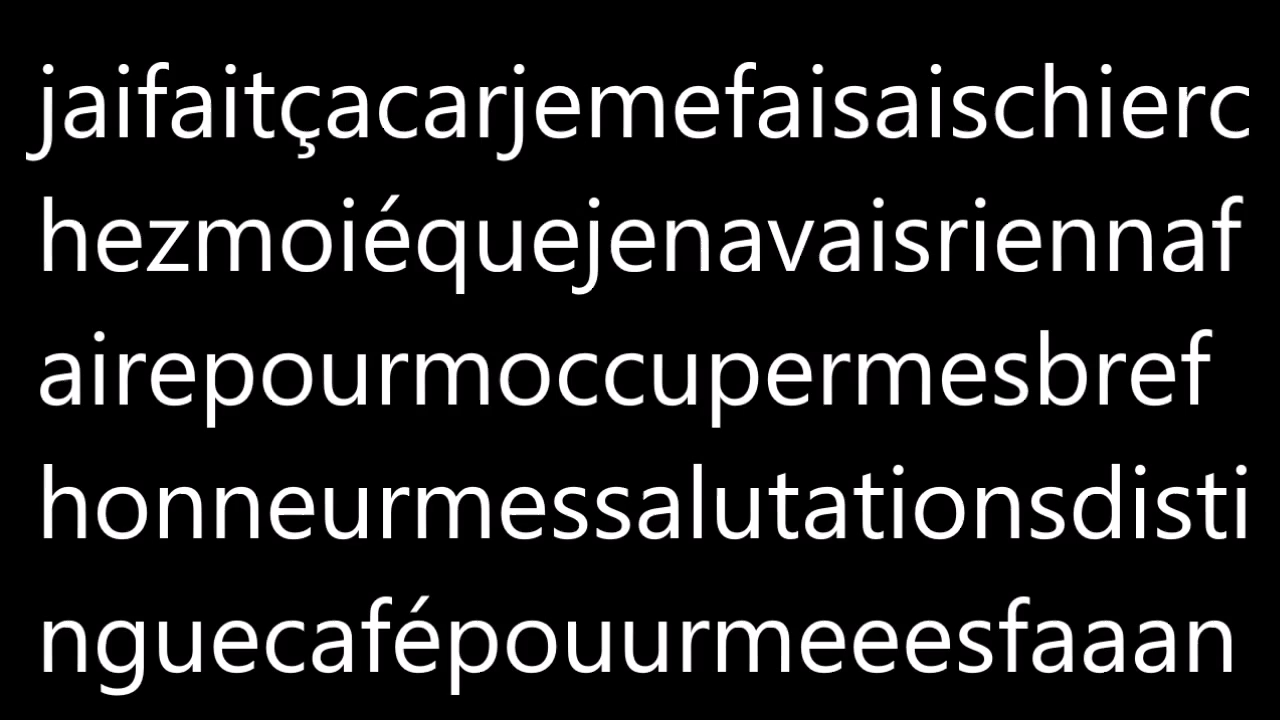 jaifaitçacarjemefaisaischierc
hezmoiéquejenavaisriennaf
airepourmoccupermesbref
honneurmessalutationsdisti
nguecafépouurmeeesfaaan